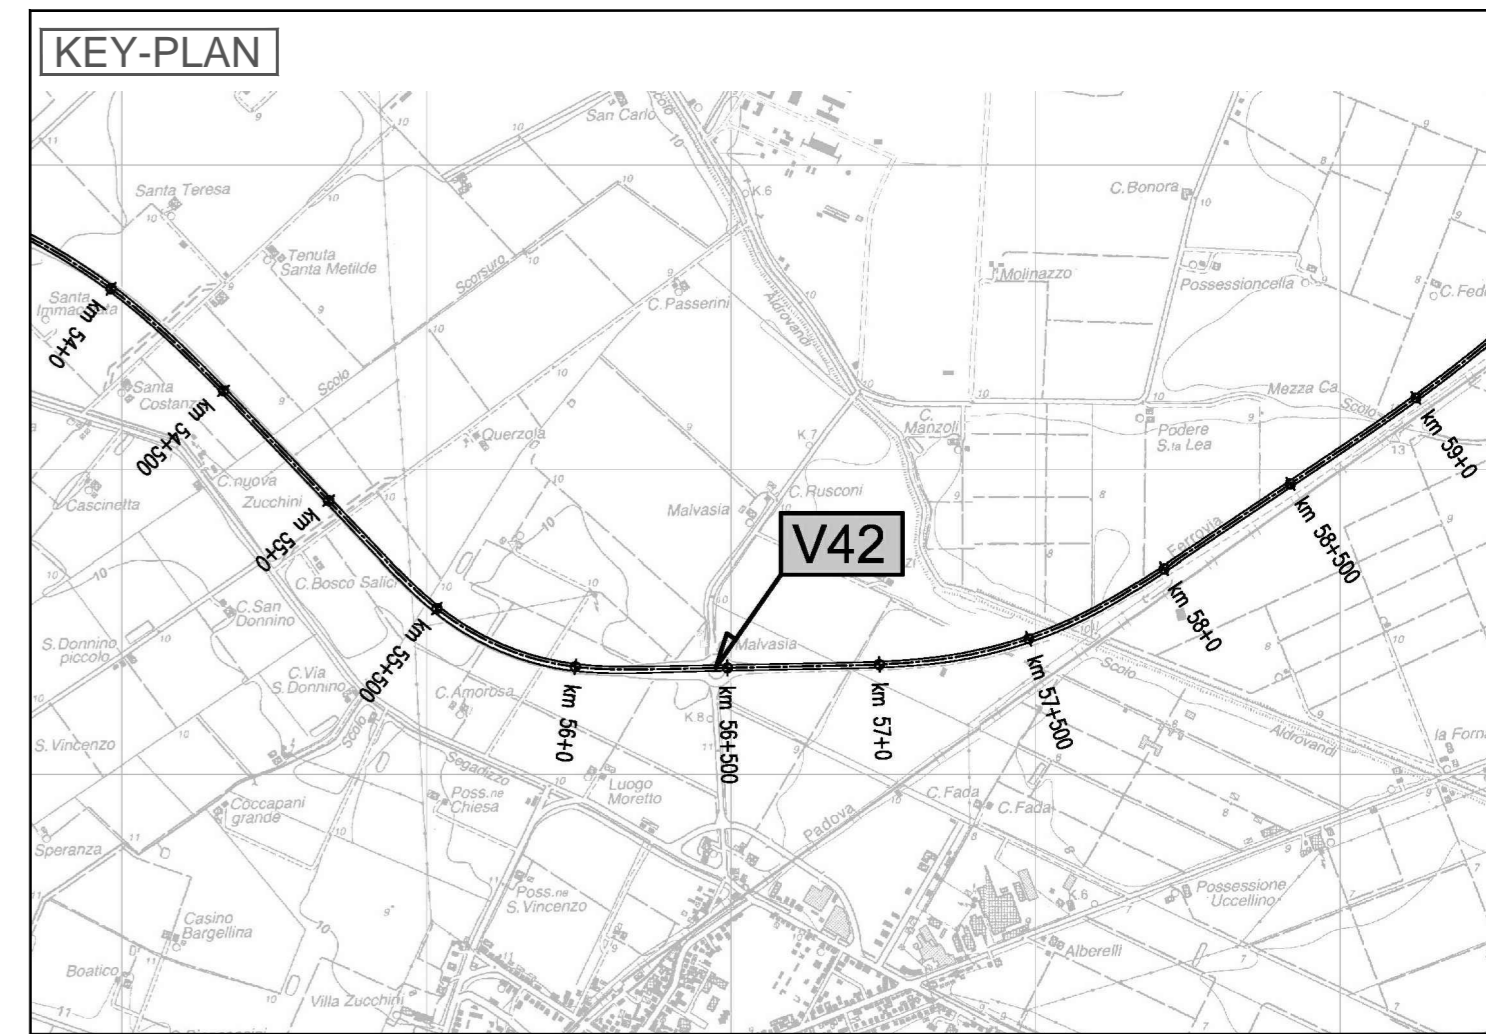 KEY-PLAN
San Carlo
Santa Teresa
K.6
C.Bonora
Tenuta
Santa Metilde
Scorsuro
Molinazzo
Possessioncella
C.Passerini
Aldrovandi
Santa
km 54+0
Santa
Costanza
Scolo
Mezza Ca
Scolo
C.
Manzoli
Querzola
K.7
Podere
S.ta Lea
km 59+0
km 54+500
C.nuova
Zucchini
Cascinetta
C.Rusconi
Malvasia
km 58+500
V42
Ferrovia
km 55+0
C.Bosco Salici
km 58+0
C.San
Donnino
S.Donnino
piccolo
Malvasia
km 55+500
C.Via
S.Donnino
C.Amorosa
km 56+0
K.8
km 56+500
km 57+0
km 57+500
Scolo
Aldrovandi
S.Vincenzo
Scolo
Segadizzo
Luogo
Moretto
Poss.ne
Chiesa
Coccapani
grande
Padova
C.Fada
C.Fada
Speranza
Poss.ne
S.Vincenzo
K.6
Possessione
Uccellino
Casino
Bargellina
Alberelli
Boatico
Villa Zucchini